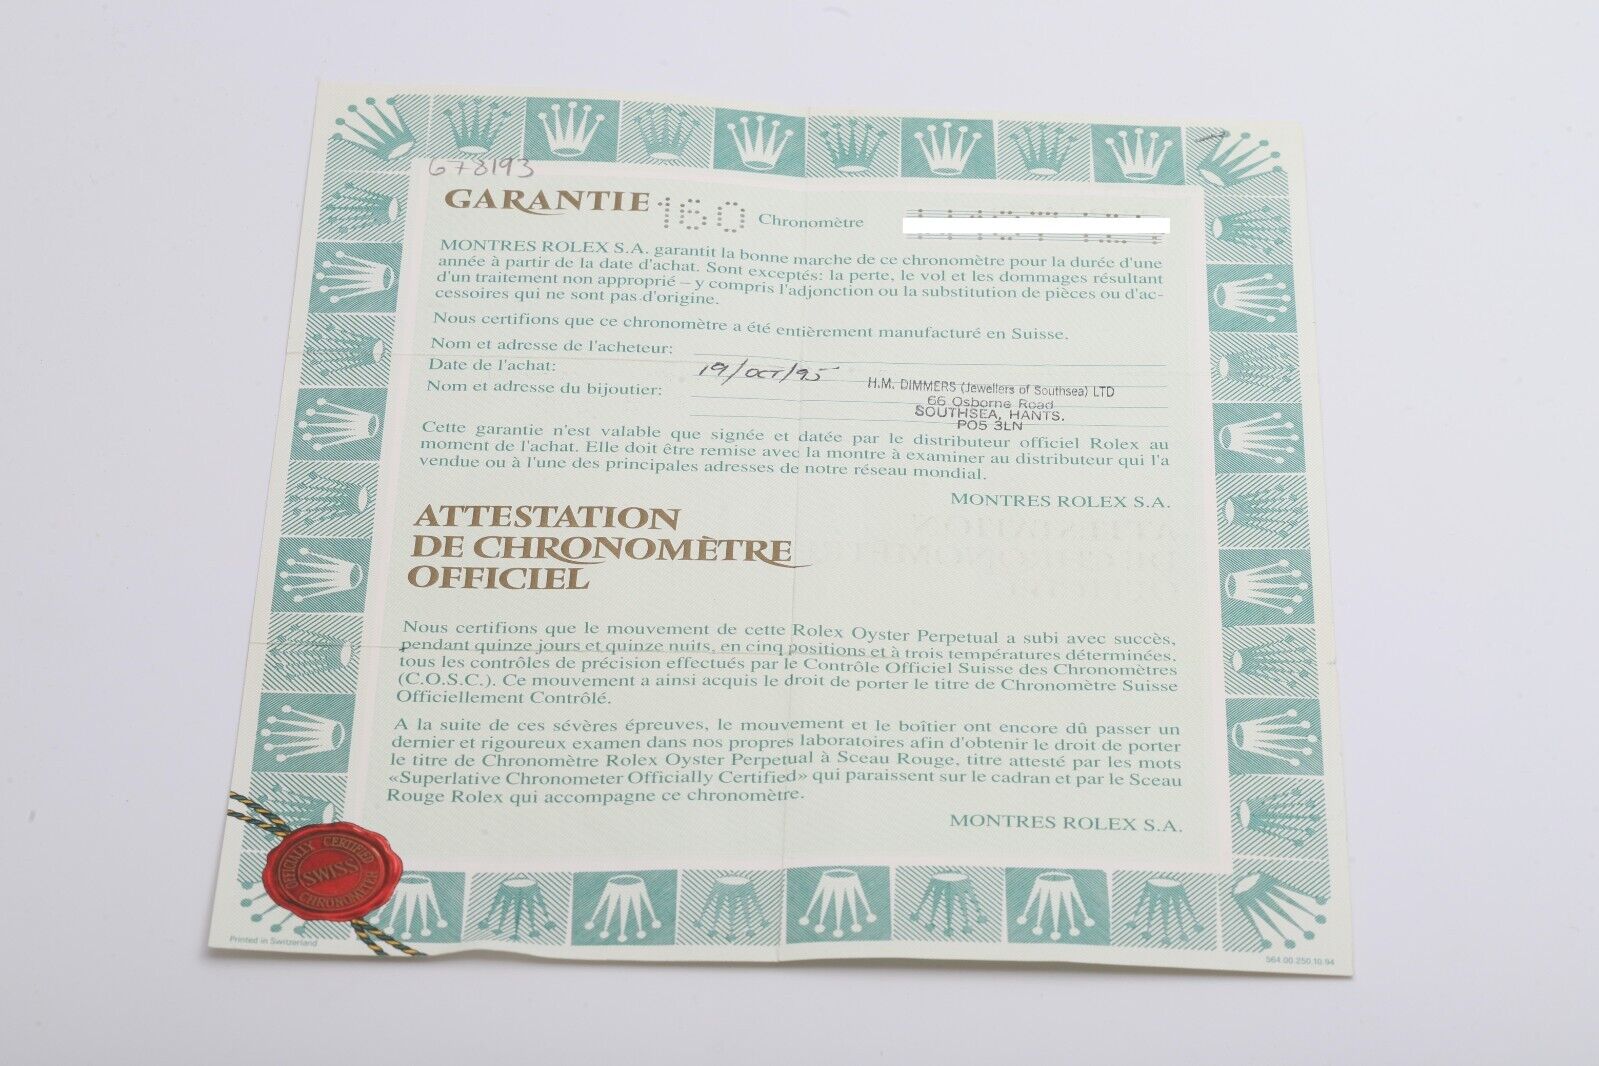 678193
GARANTIE 160 Chronomètre
MONTRES ROLEX S.A. garantit la bonne marche de ce chronomètre pour la durée d'une
année à partir de la date d'achat. Sont exceptés: la perte, le vol et les dommages résultant
d'un traitement non approprié – y compris l'adjonction ou la substitution de pièces ou d'ac-
cessoires qui ne sont pas d'origine.
Nous certifions que ce chronomètre a été entièrement manufacturé en Suisse.
Nom et adresse de l'acheteur:
Date de l'achat: 19/OCT/95
Nom et adresse du bijoutier: H.M. DIMMERS (Jewellers of Southsea) LTD
66 Osborne Road
SOUTHSEA, HANTS.
PO5 3LN
Cette garantie n'est valable que signée et datée par le distributeur officiel Rolex au
moment de l'achat. Elle doit être remise avec la montre à examiner au distributeur qui l'a
vendue ou à l'une des principales adresses de notre réseau mondial.
MONTRES ROLEX S.A.
ATTESTATION
DE CHRONOMÈTRE
OFFICIEL
Nous certifions que le mouvement de cette Rolex Oyster Perpetual a subi avec succès,
pendant quinze jours et quinze nuits, en cinq positions et à trois températures déterminées,
tous les contrôles de précision effectués par le Contrôle Officiel Suisse des Chronomètres
(C.O.S.C.). Ce mouvement a ainsi acquis le droit de porter le titre de Chronomètre Suisse
Officiellement Contrôlé.
A la suite de ces sévères épreuves, le mouvement et le boîtier ont encore dû passer un
dernier et rigoureux examen dans nos propres laboratoires afin d'obtenir le droit de porter
le titre de Chronomètre Rolex Oyster Perpetual à Sceau Rouge, titre attesté par les mots
«Superlative Chronometer Officially Certified» qui paraissent sur le cadran et par le Sceau
Rouge Rolex qui accompagne ce chronomètre.
MONTRES ROLEX S.A.
OFFICIALLY CERTIFIED
SWISS
CHRONOMETER
Printed in Switzerland
564.00.250.10.94